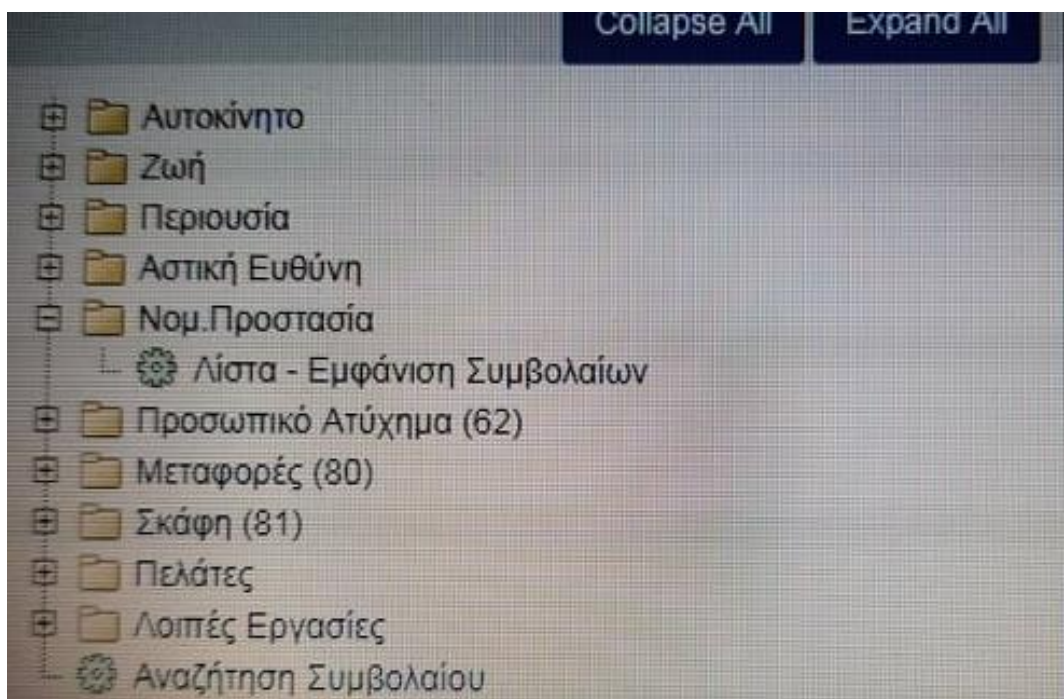 Collapse All Expand All
Αυτοκίνητο
Ζωή
Περιουσία
Αστική Ευθύνη
Νομ.Προστασία
Λίστα - Εμφάνιση Συμβολαίων
Προσωπικό Ατύχημα (62)
Μεταφορές (80)
Σκάφη (81)
Πελάτες
Λοιπές Εργασίες
Αναζήτηση Συμβολαίου